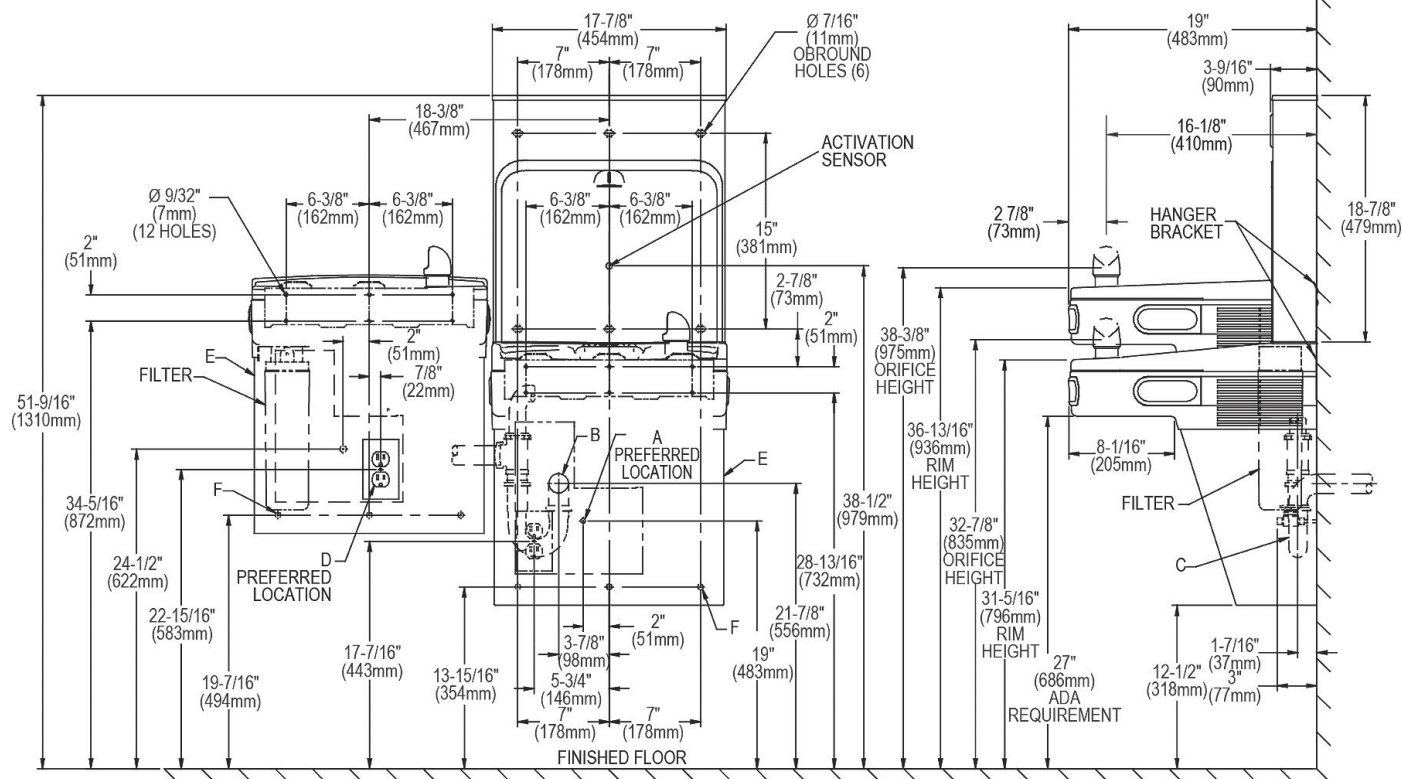 17-7/8"
(454mm)
7"
(178mm)
7"
(178mm)
Ø 7/16"
(11mm)
OBROUND
HOLES (6)
19"
(483mm)
3-9/16"
(90mm)
18-3/8"
(467mm)
16-1/8"
(410mm)
ACTIVATION
SENSOR
Ø 9/32"
(7mm)
(12 HOLES)
6-3/8"
(162mm)
6-3/8"
(162mm)
6-3/8"
(162mm)
6-3/8"
(162mm)
15"
(381mm)
2 7/8"
(73mm)
HANGER
BRACKET
18-7/8"
(479mm)
2"
(51mm)
2-7/8"
(73mm)
2"
(51mm)
2"
(51mm)
7/8"
(22mm)
E
FILTER
38-3/8"
(975mm)
ORIFICE
HEIGHT
51-9/16"
(1310mm)
B
A
PREFERRED
LOCATION
E
36-13/16"
(936mm)
RIM
HEIGHT
8-1/16"
(205mm)
FILTER
F
34-5/16"
(872mm)
38-1/2"
(979mm)
32-7/8"
(835mm)
ORIFICE
HEIGHT
24-1/2"
(622mm)
D
PREFERRED
LOCATION
28-13/16"
(732mm)
C
31-5/16"
(796mm)
RIM
HEIGHT
22-15/16"
(583mm)
21-7/8"
(556mm)
F
2"
(51mm)
3-7/8"
(98mm)
17-7/16"
(443mm)
19"
(483mm)
1-7/16"
(37mm)
3"
(77mm)
12-1/2"
(318mm)
27"
(686mm)
ADA
REQUIREMENT
13-15/16"
(354mm)
5-3/4"
(146mm)
19-7/16"
(494mm)
7"
(178mm)
7"
(178mm)
FINISHED FLOOR